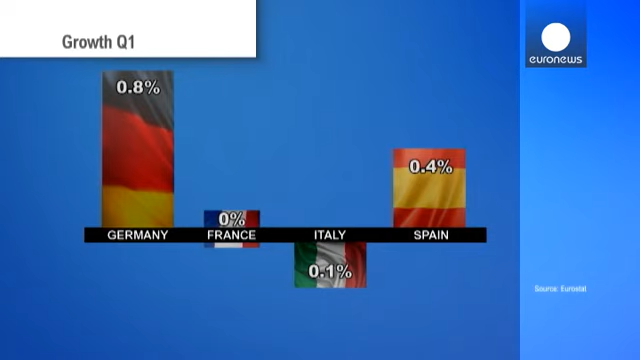 Growth Q1
euronews
0.8%
0%
0.4%
GERMANY
FRANCE
ITALY
SPAIN
0.1%
Source: Eurostat